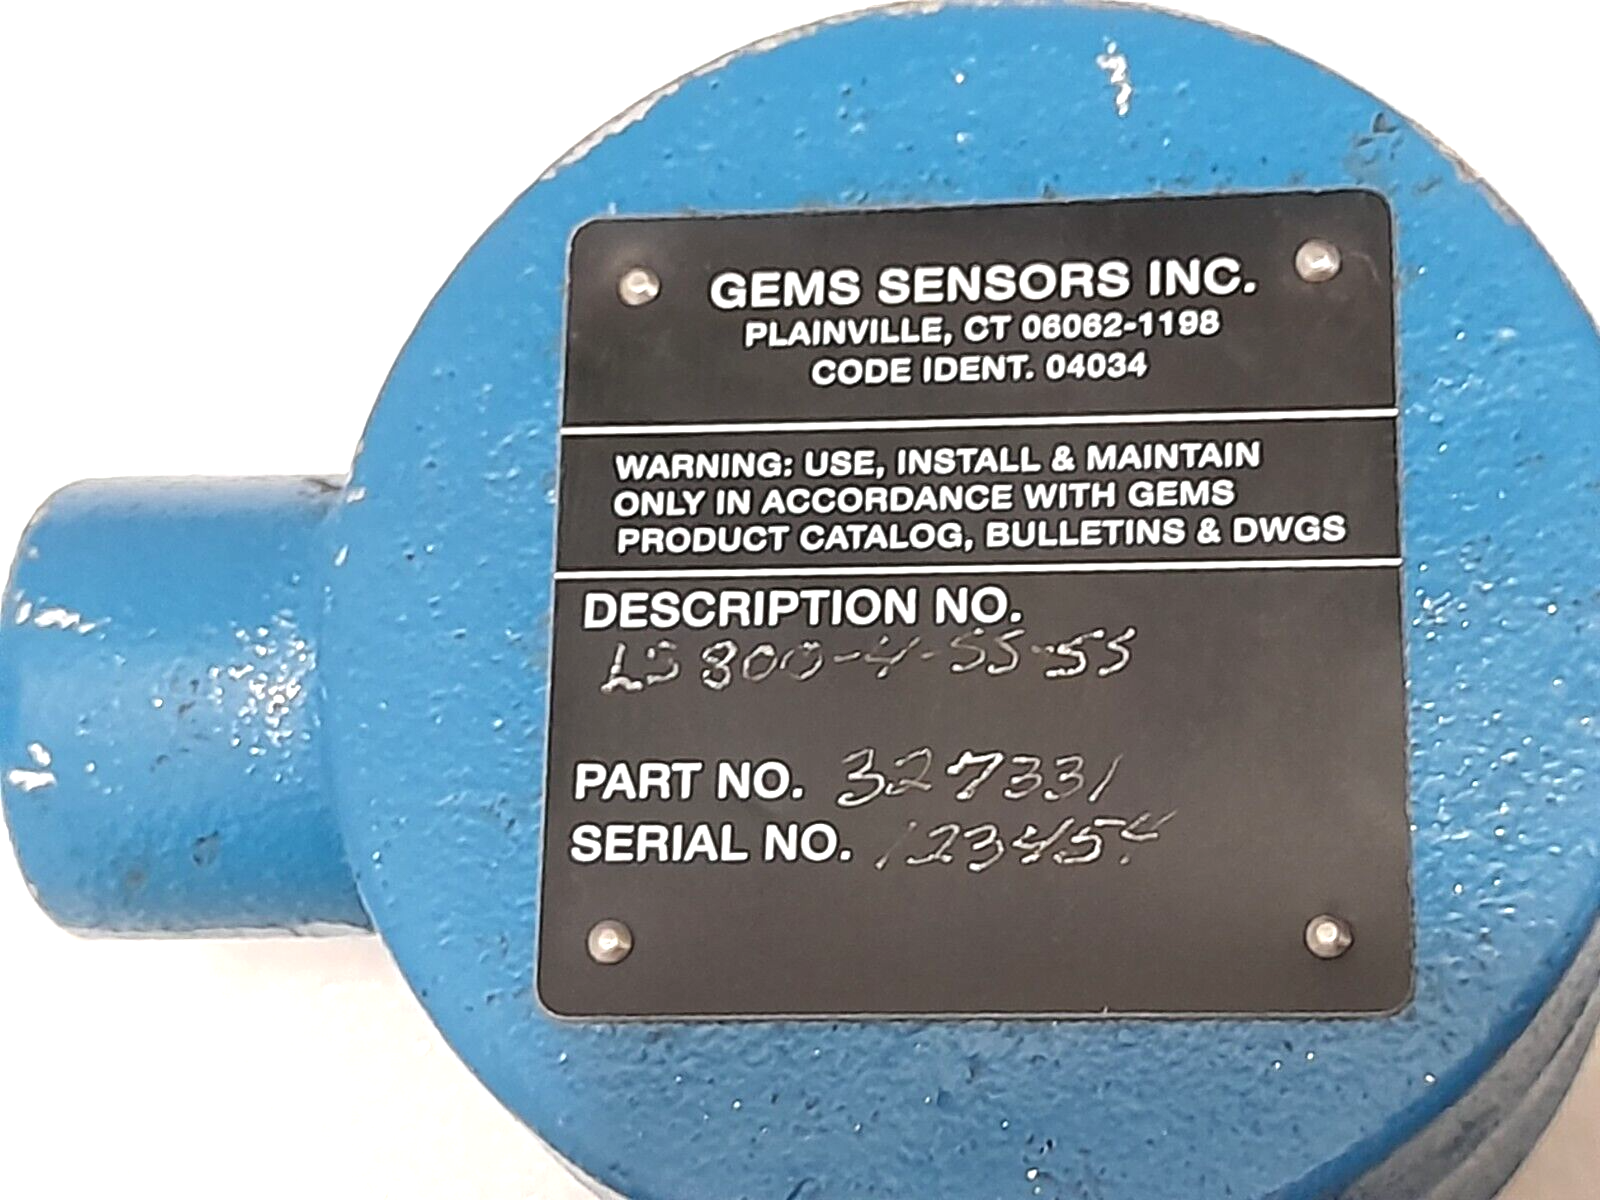 GEMS SENSORS INC.
PLAINVILLE, CT 06062-1198
CODE IDENT. 04034
WARNING: USE, INSTALL & MAINTAIN
ONLY IN ACCORDANCE WITH GEMS
PRODUCT CATALOG, BULLETINS & DWGS
DESCRIPTION NO.
LS 800-4-SS-SS
PART NO. 327331
SERIAL NO.